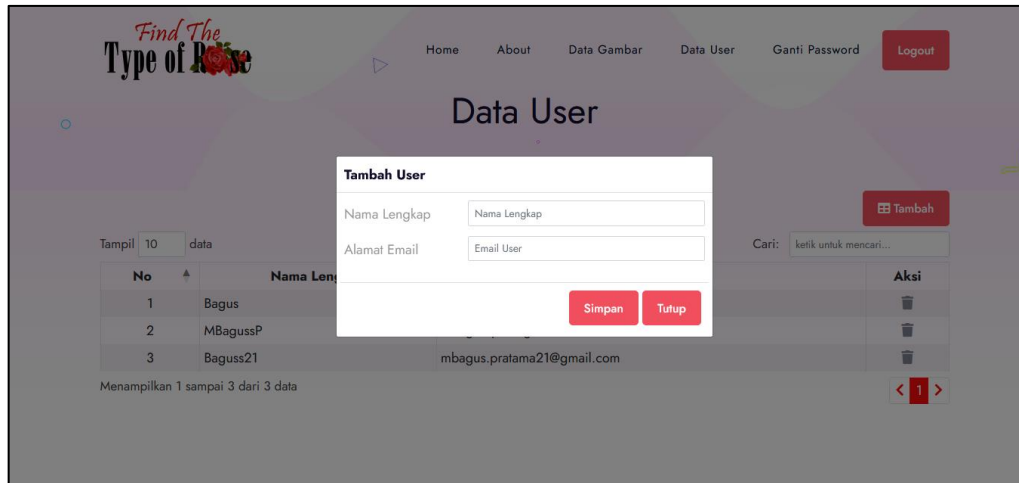 Find The
Type of Rose
Home About Data Gambar Data User Ganti Password Logout
Data User
Tambah User
Nama Lengkap Nama Lengkap
Alamat Email Email User
Simpan Tutup
Tambah
Tampil 10 data Cari: ketik untuk mencari...
No Nama Aksi
1 Bagus
2 MBagussP
3 Baguss21 mbagus.pratama21@gmail.com
Menampilkan 1 sampai 3 dari 3 data
< 1 >